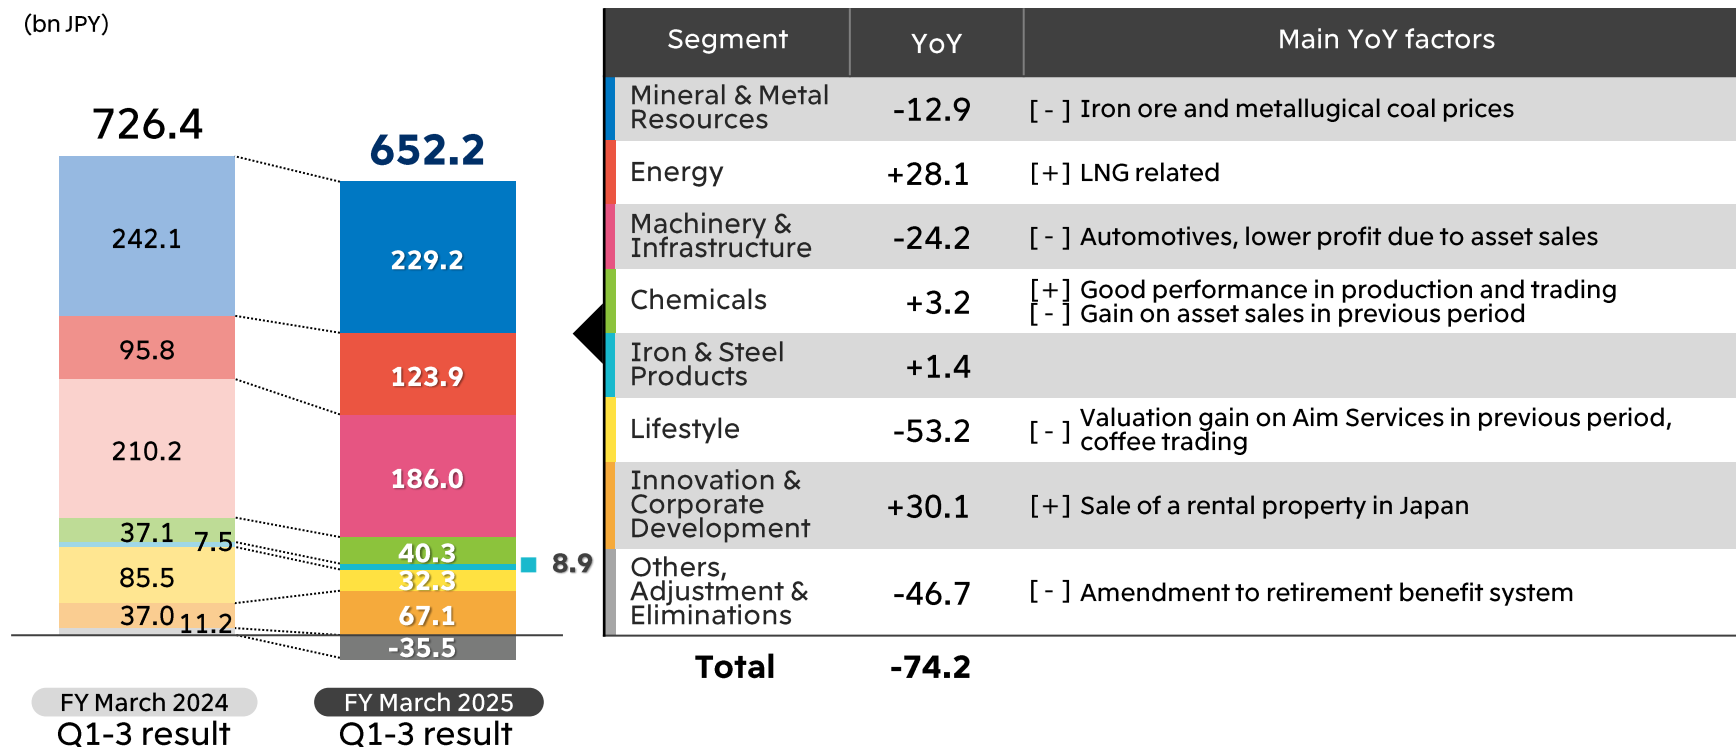 (bn JPY)
726.4
242.1
95.8
210.2
37.1
7.5
85.5
37.0
11.2
FY March 2024
Q1-3 result
652.2
229.2
123.9
186.0
40.3
8.9
32.3
67.1
-35.5
FY March 2025
Q1-3 result
Segment YoY Main YoY factors
Mineral & Metal
Resources
-12.9
[ - ] Iron ore and metallugical coal prices
Energy
+28.1
[+] LNG related
Machinery &
Infrastructure
-24.2
[ - ] Automotives, lower profit due to asset sales
Chemicals
+3.2
[+] Good performance in production and trading
[ - ] Gain on asset sales in previous period
Iron & Steel
Products
+1.4
Lifestyle
-53.2
[ - ] Valuation gain on Aim Services in previous period,
coffee trading
Innovation &
Corporate
Development
+30.1
[+] Sale of a rental property in Japan
Others,
Adjustment &
Eliminations
-46.7
[ - ] Amendment to retirement benefit system
Total -74.2